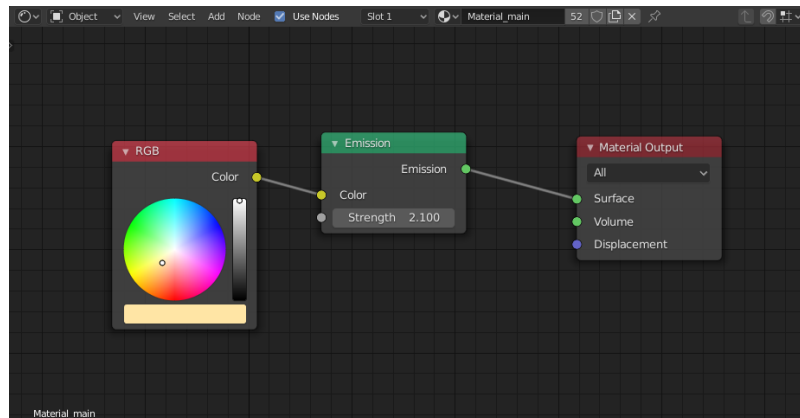 Object View Select Add Node Use Nodes Slot 1 Material_main 52
RGB
Color
Emission
Emission
Color
Strength 2.100
Material Output
All
Surface
Volume
Displacement
Material_main